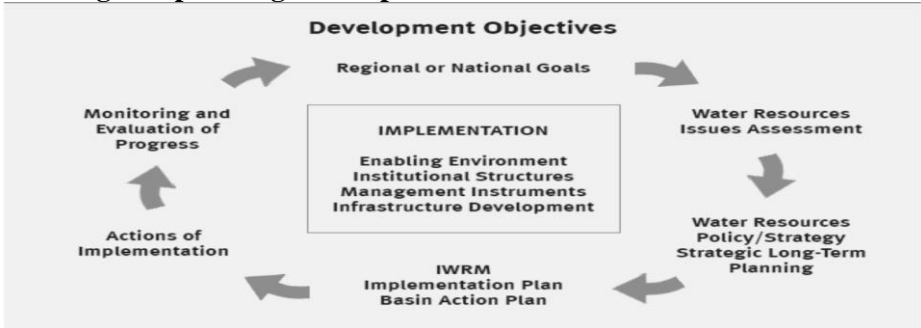 Development Objectives
Regional or National Goals
Water Resources
Issues Assessment
Water Resources
Policy/Strategy
Strategic Long-Term
Planning
IWRM
Implementation Plan
Basin Action Plan
Actions of
Implementation
Monitoring and
Evaluation of
Progress
IMPLEMENTATION
Enabling Environment
Institutional Structures
Management Instruments
Infrastructure Development